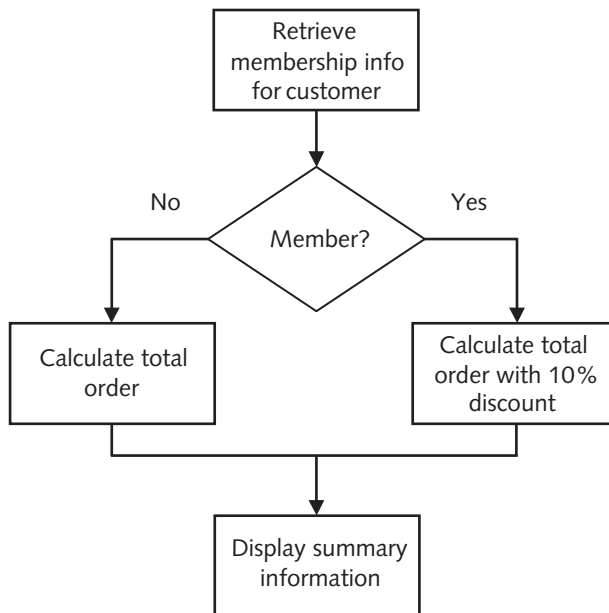 Retrieve
membership info
for customer
No
Yes
Member?
Calculate total
order
Calculate total
order with 10%
discount
Display summary
information